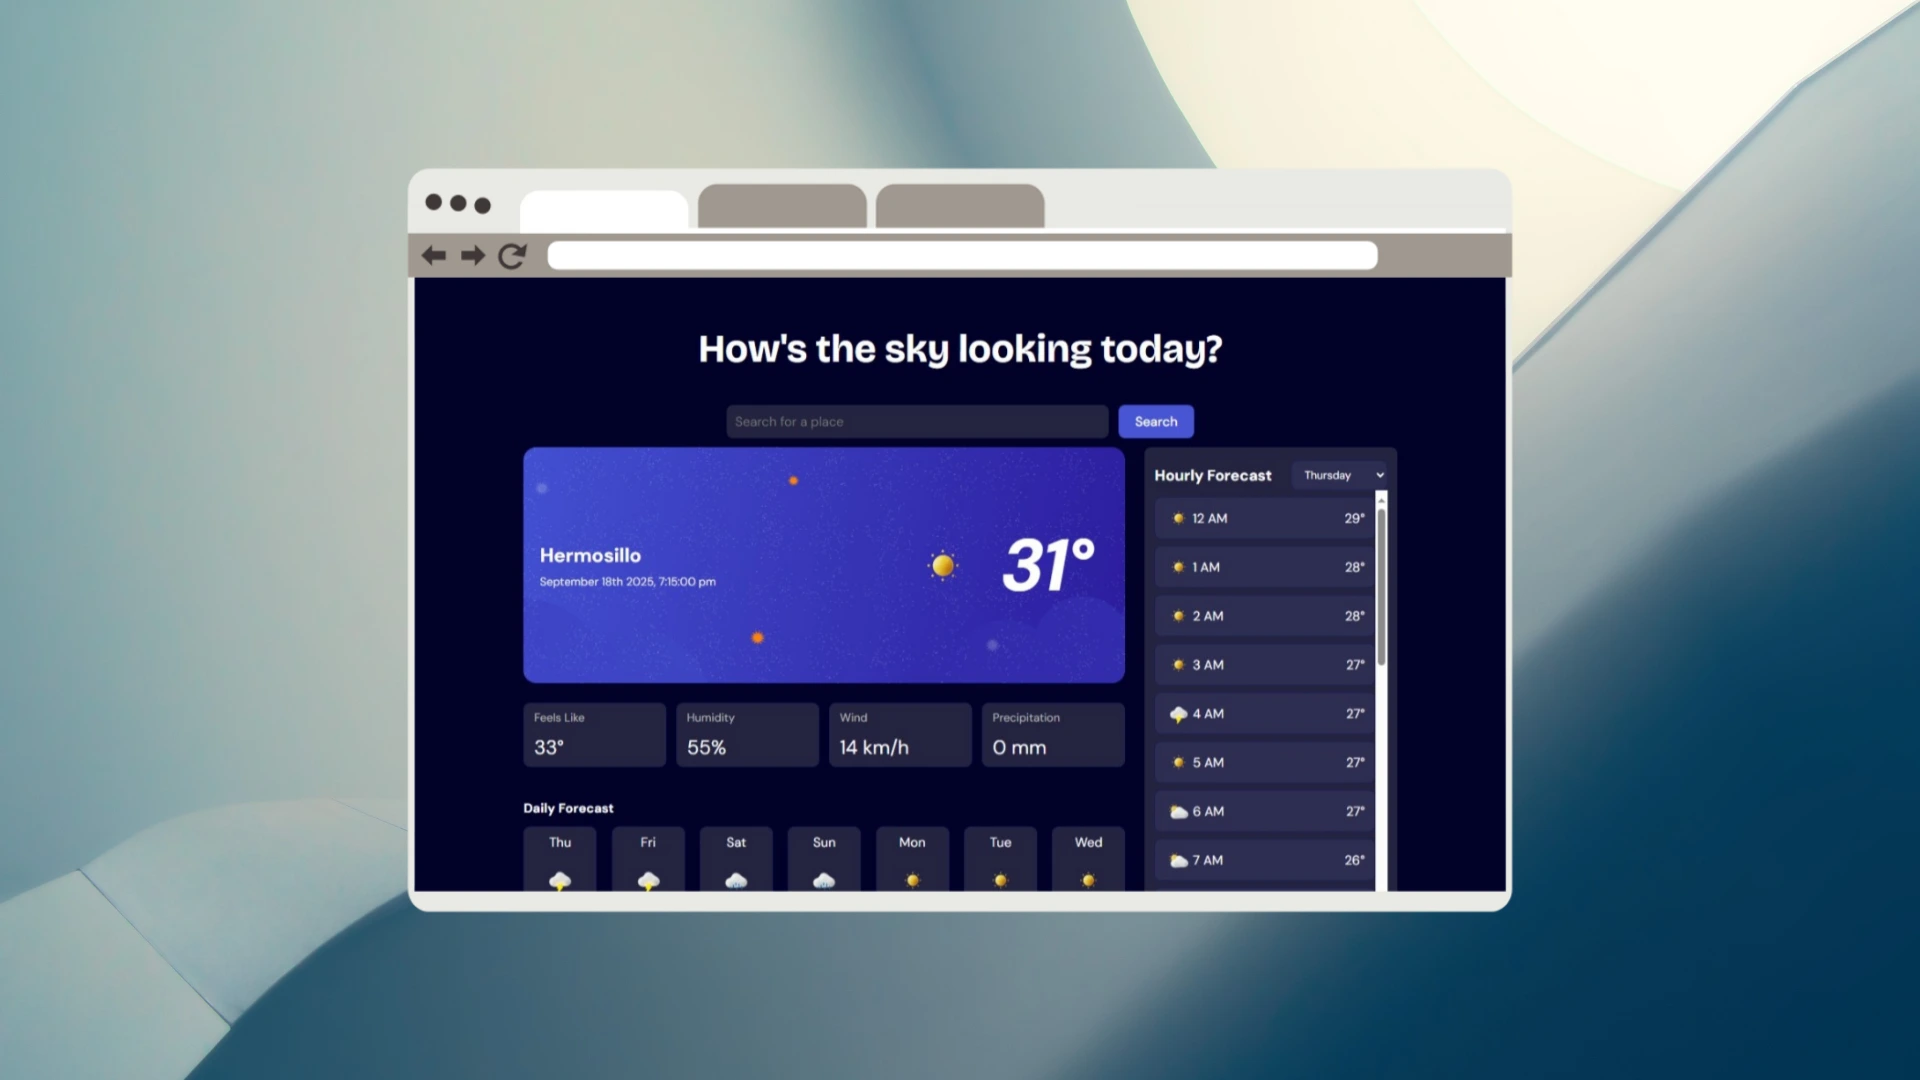 How's the sky looking today?
Search for a place
Search
Hermosillo
September 18th 2025, 7:15:00 pm
31°
Feels Like
33°
Humidity
55%
Wind
14 km/h
Precipitation
0 mm
Daily Forecast
Thu
Fri
Sat
Sun
Mon
Tue
Wed
Hourly Forecast
Thursday
12 AM 29°
1 AM 28°
2 AM 28°
3 AM 27°
4 AM 27°
5 AM 27°
6 AM 27°
7 AM 26°